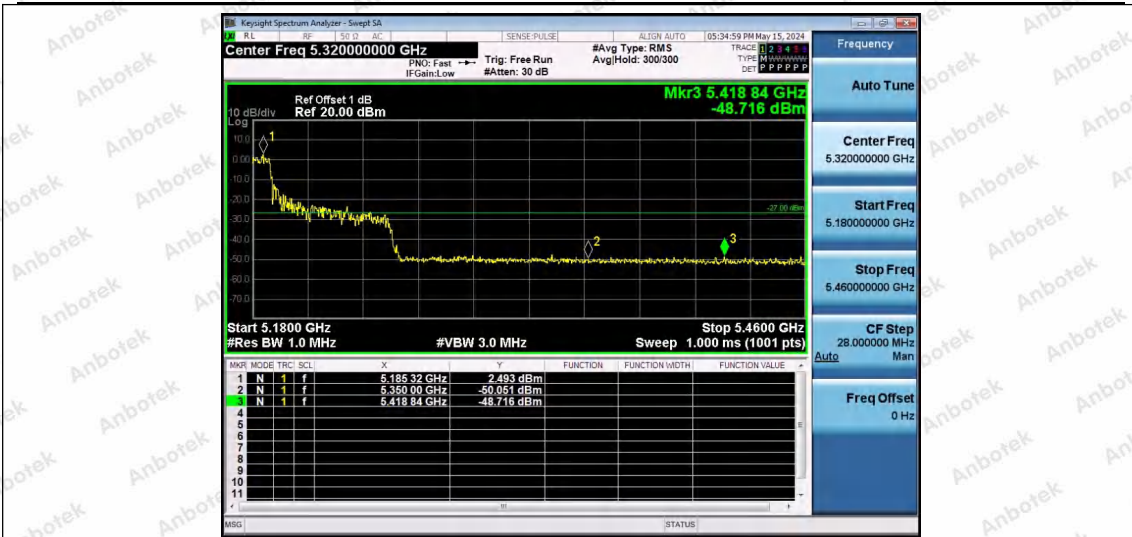 Keysight Spectrum Analyzer - Swept SA
RL RF 50 Ω AC SENSE:PULSE ALIGN AUTO 05:34:59 PM May 15, 2024
Center Freq 5.320000000 GHz
PNO: Fast
IFGain:Low
Trig: Free Run
#Atten: 30 dB
#Avg Type: RMS
Avg|Hold: 300/300
TRACE 1 2 3 4 5 6
TYPE M WWWWW
DET P P P P P P
Ref Offset 1 dB
10 dB/div Ref 20.00 dBm
Log
Mkr3 5.418 84 GHz
-48.716 dBm
10.0
0.00
-10.0
-20.0
-30.0
-40.0
-50.0
-60.0
-70.0
1
2
3
-27.00 dBm
Start 5.1800 GHz Stop 5.4600 GHz
#Res BW 1.0 MHz #VBW 3.0 MHz Sweep 1.000 ms (1001 pts)
MKR MODE TRC SCL X Y FUNCTION FUNCTION WIDTH FUNCTION VALUE
1 N 1 f 5.185 32 GHz 2.493 dBm
2 N 1 f 5.350 00 GHz -50.051 dBm
3 N 1 f 5.418 84 GHz -48.716 dBm
4
5
6
7
8
9
10
11
MSG STATUS
Frequency
Auto Tune
Center Freq
5.320000000 GHz
Start Freq
5.180000000 GHz
Stop Freq
5.460000000 GHz
CF Step
28.000000 MHz
Auto Man
Freq Offset
0 Hz
Anbotek